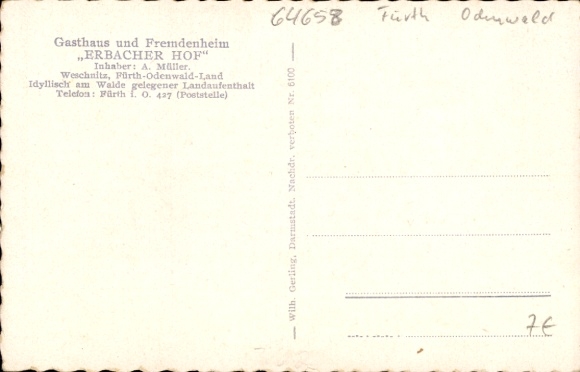 64658 Fürth Odenwald
Gasthaus und Fremdenheim
„ERBACHER HOF"
Inhaber: A. Müller.
Weschnitz, Fürth-Odenwald-Land
Idyllisch am Walde gelegener Landaufenthalt
Telefon: Fürth i. O. 427 (Poststelle)
— Wilh. Gerling, Darmstadt. Nachdr. verboten Nr. 6100 —
7€